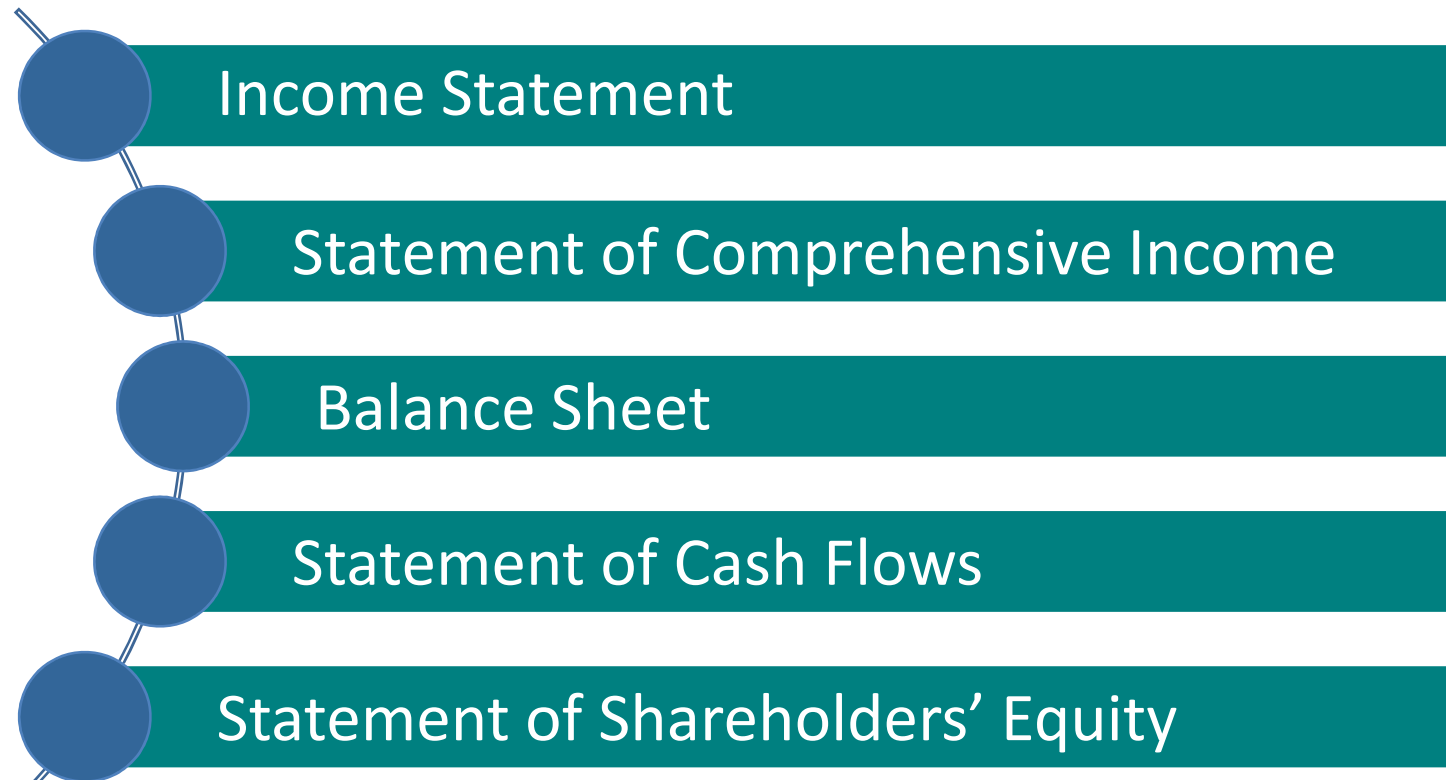 Income Statement
Statement of Comprehensive Income
Balance Sheet
Statement of Cash Flows
Statement of Shareholders’ Equity